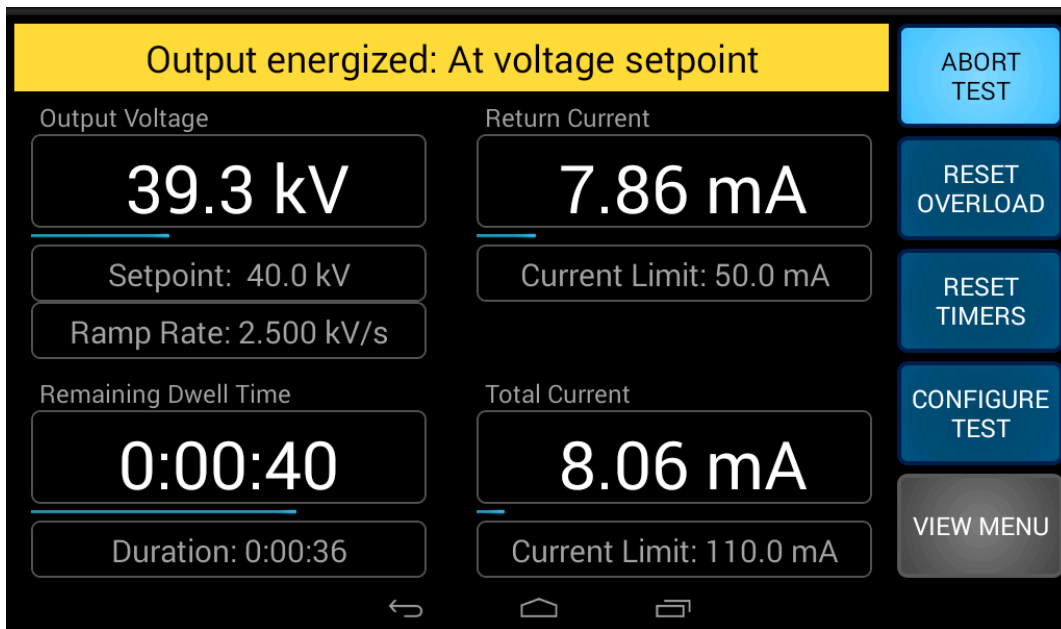 Output energized: At voltage setpoint
Output Voltage
39.3 kV
Setpoint: 40.0 kV
Ramp Rate: 2.500 kV/s
Return Current
7.86 mA
Current Limit: 50.0 mA
Remaining Dwell Time
0:00:40
Duration: 0:00:36
Total Current
8.06 mA
Current Limit: 110.0 mA
ABORT
TEST
RESET
OVERLOAD
RESET
TIMERS
CONFIGURE
TEST
VIEW MENU